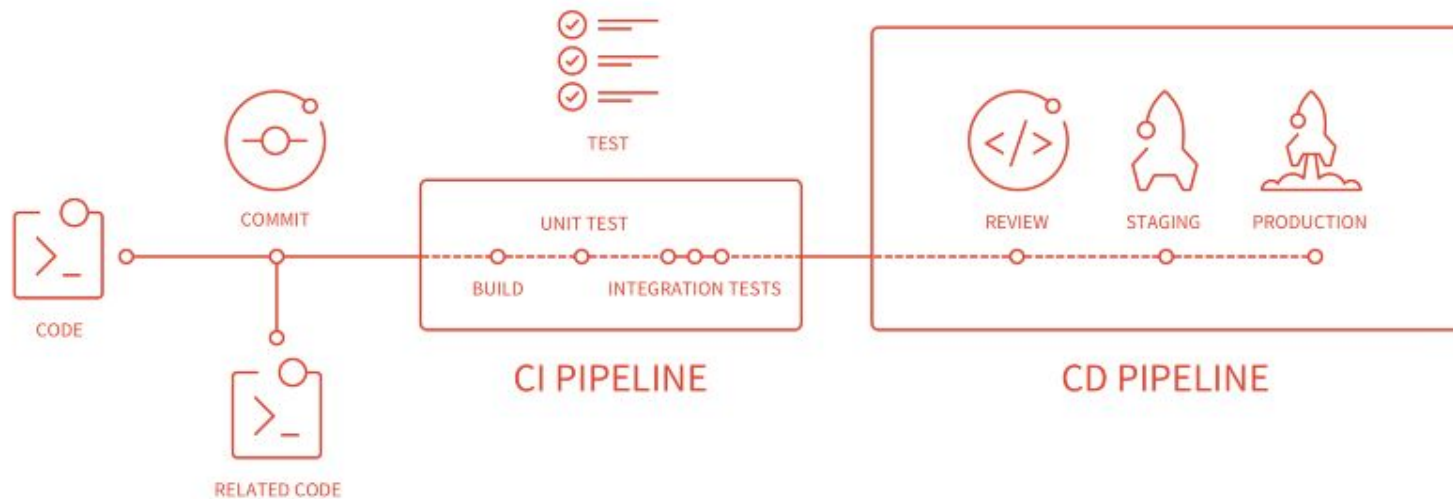 TEST
COMMIT
REVIEW
STAGING
PRODUCTION
UNIT TEST
BUILD
INTEGRATION TESTS
CODE
CI PIPELINE
CD PIPELINE
RELATED CODE